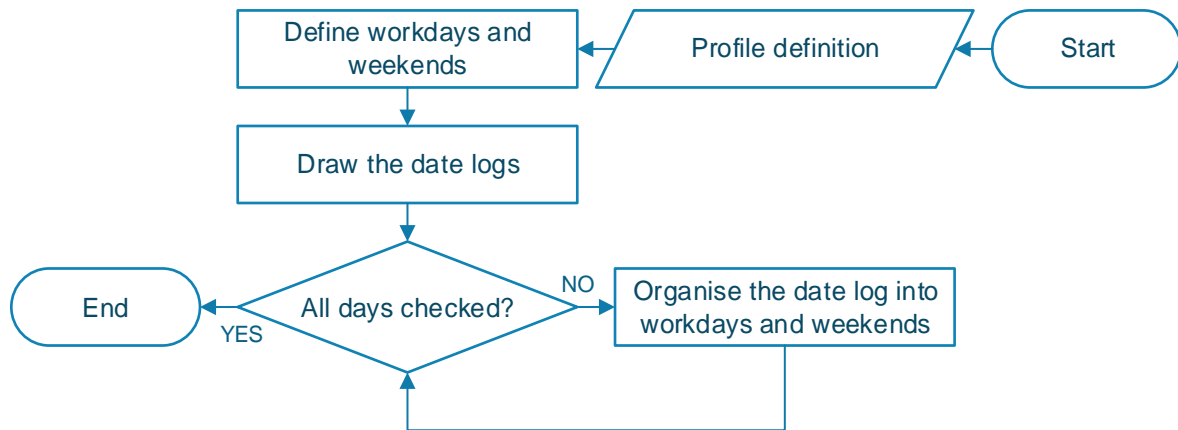 Define workdays and
weekends
Profile definition
Start
Draw the date logs
End
YES
All days checked?
NO
Organise the date log into
workdays and weekends